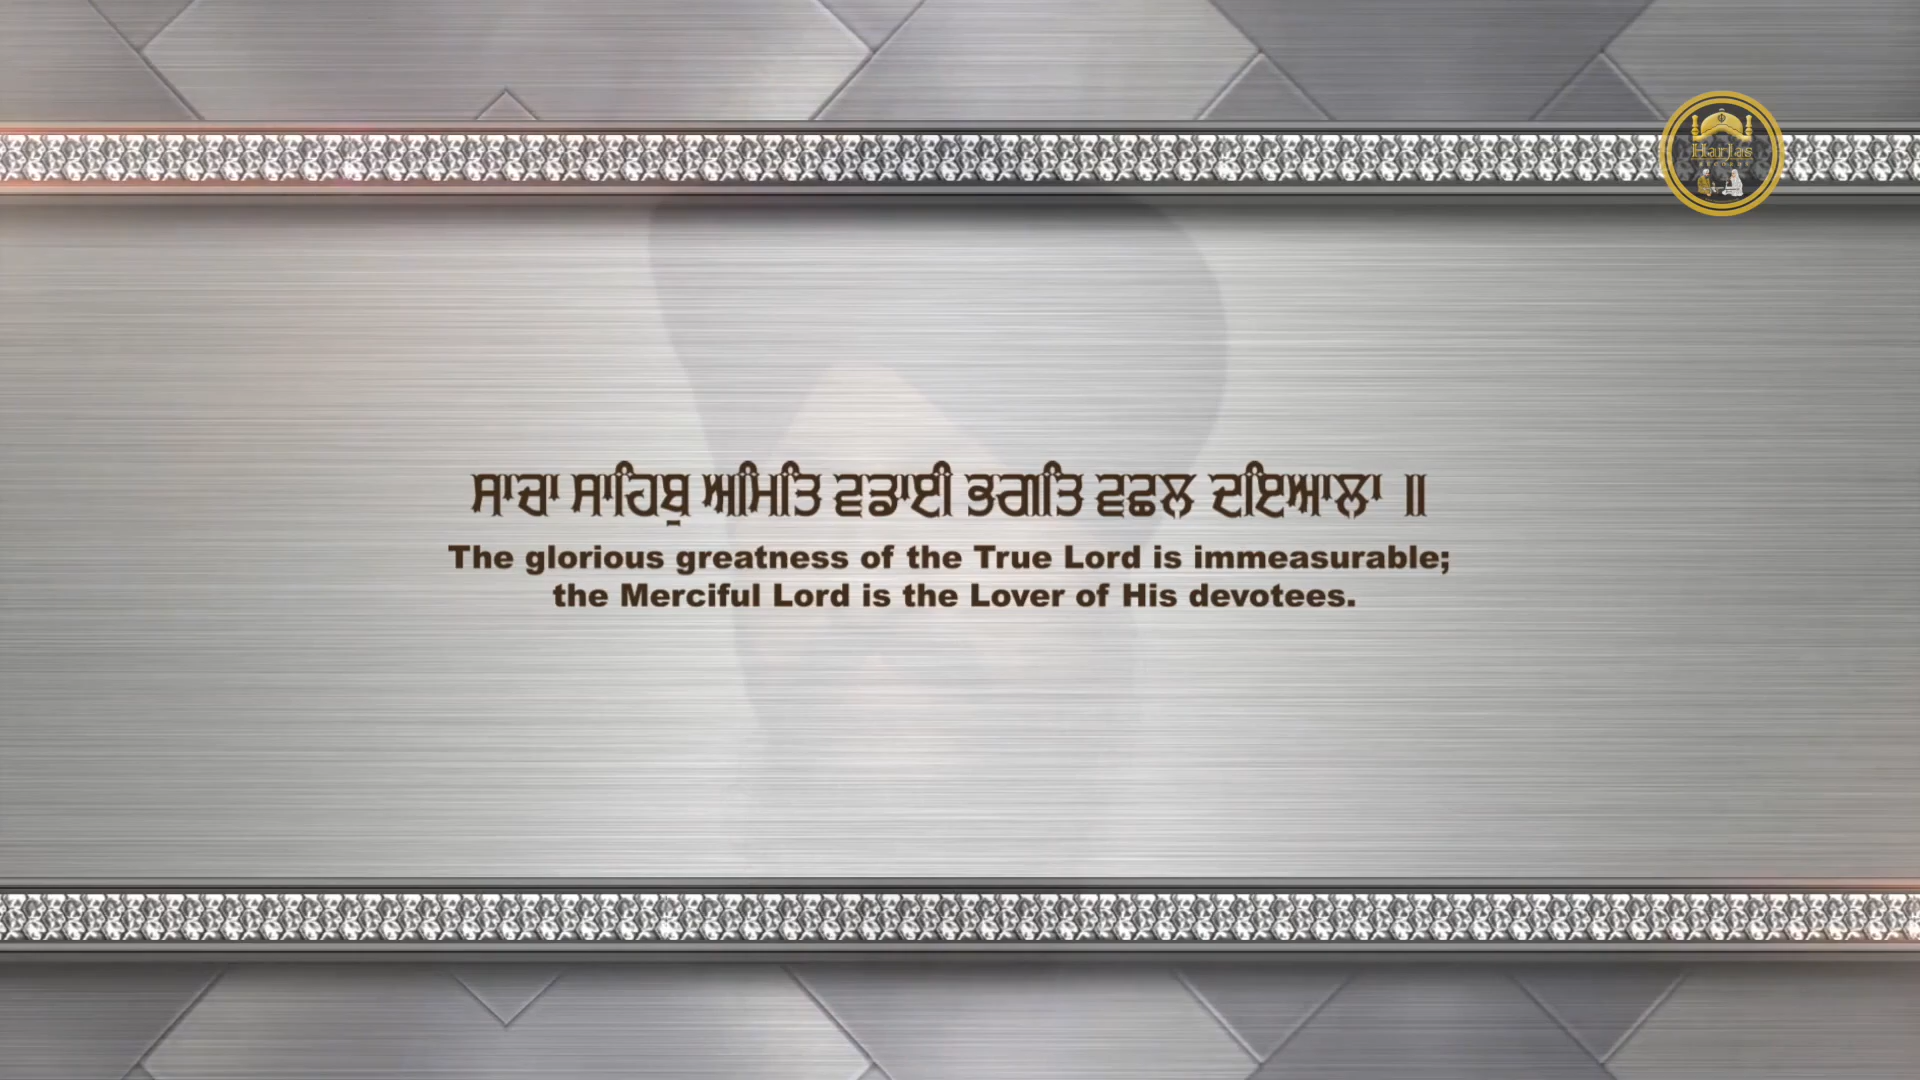 HarJas
ਸਾਚਾ ਸਾਹਿਬੁ ਅਮਿਤਿ ਵਡਾਈ ਭਗਤਿ ਵਛਲ ਦਇਆਲਾ ॥
The glorious greatness of the True Lord is immeasurable;
the Merciful Lord is the Lover of His devotees.